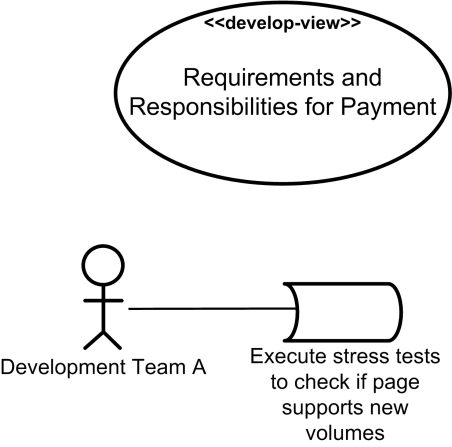 <<develop-view>>
Requirements and
Responsibilities for Payment
Development Team A
Execute stress tests
to check if page
supports new
volumes